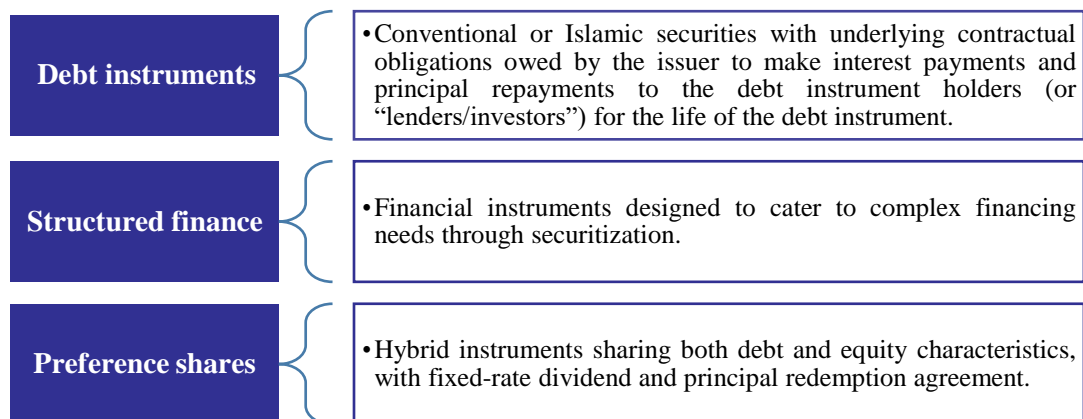 Debt instruments
•Conventional or Islamic securities with underlying contractual
obligations owed by the issuer to make interest payments and
principal repayments to the debt instrument holders (or
“lenders/investors”) for the life of the debt instrument.
Structured finance
•Financial instruments designed to cater to complex financing
needs through securitization.
Preference shares
•Hybrid instruments sharing both debt and equity characteristics,
with fixed-rate dividend and principal redemption agreement.